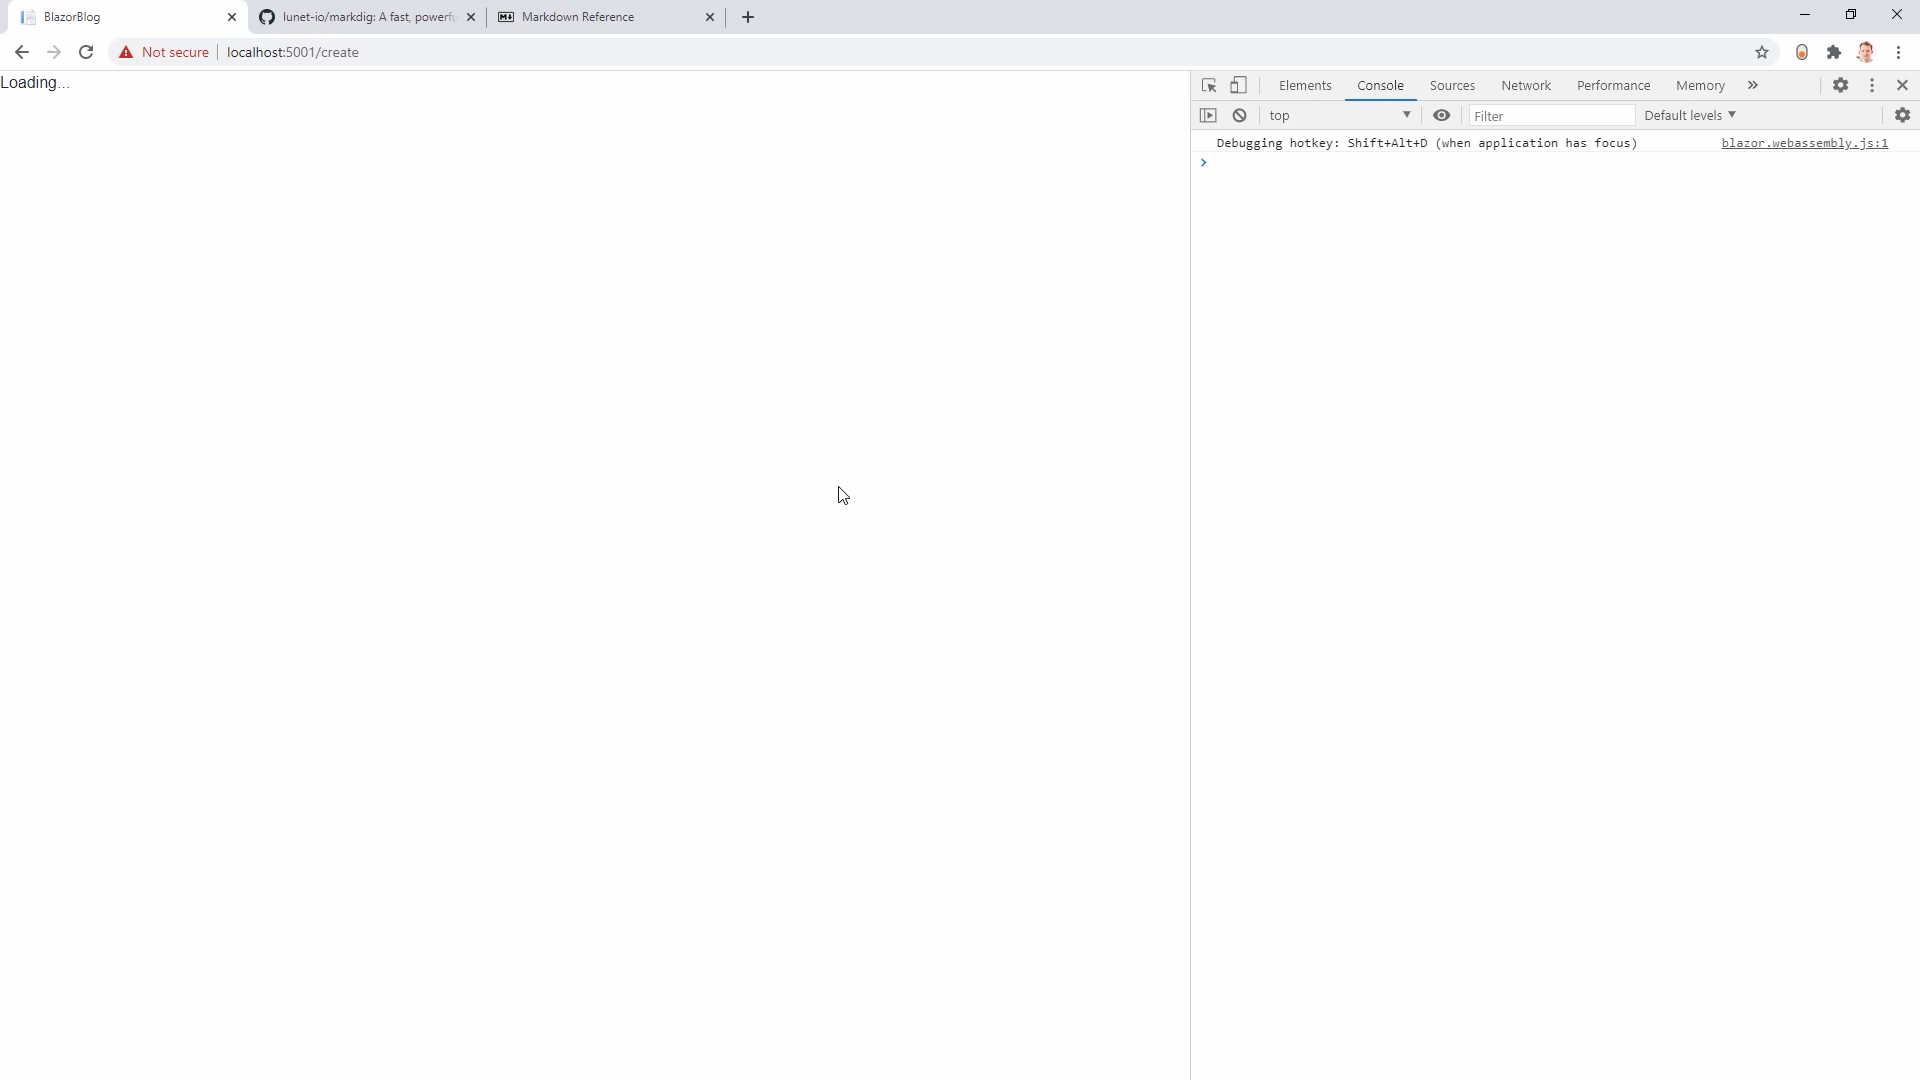 BlazorBlog
lunet-io/markdig: A fast, powerfu
Markdown Reference
Not secure
localhost:5001/create
Loading...
Elements
Console
Sources
Network
Performance
Memory
top
Filter
Default levels
Debugging hotkey: Shift+Alt+D (when application has focus)
blazor.webassembly.js:1